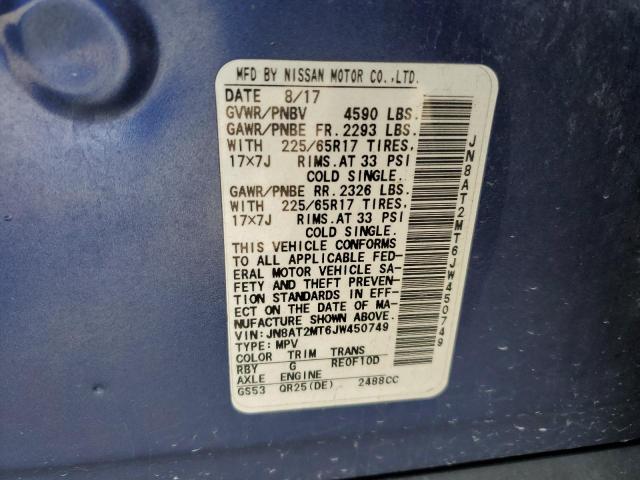 MFD BY NISSAN MOTOR CO.,LTD.
DATE 8/17
GVWR/PNBV 4590 LBS.
GAWR/PNBE FR. 2293 LBS.
WITH 225/65R17 TIRES,
17×7J RIMS.AT 33 PSI
COLD SINGLE.
GAWR/PNBE RR. 2326 LBS.
WITH 225/65R17 TIRES,
17×7J RIMS.AT 33 PSI
COLD SINGLE.
THIS VEHICLE CONFORMS
TO ALL APPLICABLE FED-
ERAL MOTOR VEHICLE SA-
FETY AND THEFT PREVEN-
TION STANDARDS IN EFF-
ECT ON THE DATE OF MA-
NUFACTURE SHOWN ABOVE.
VIN:JN8AT2MT6JW450749
TYPE:MPV
COLOR TRIM TRANS
RBY G RE0F10D
AXLE ENGINE
GS53 QR25(DE) 2488CC
JN8AT2MT6JW450749